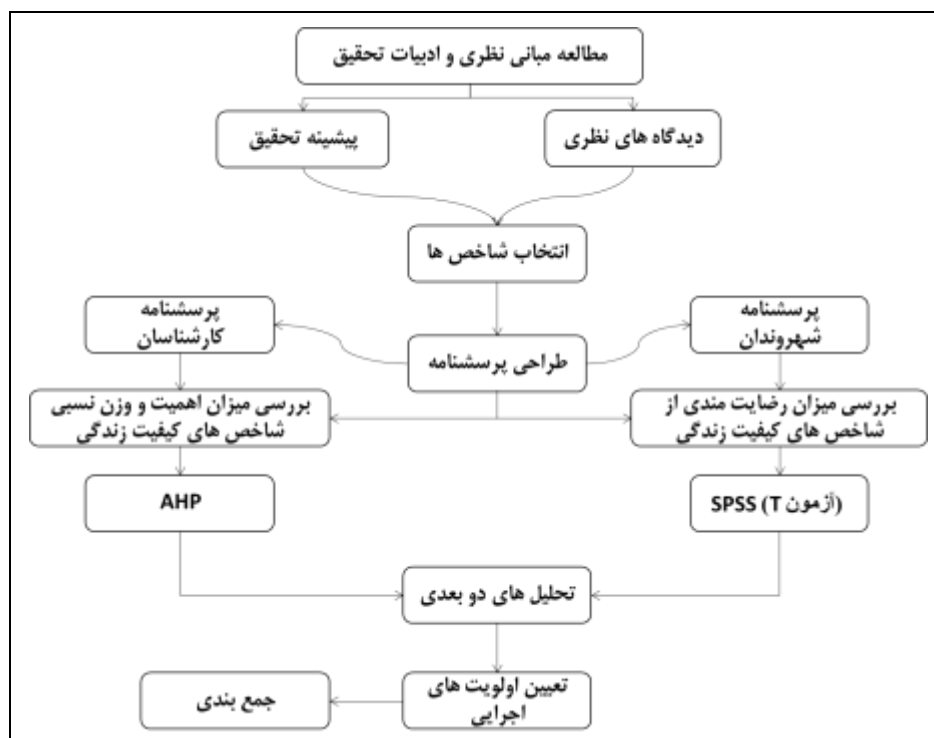 مطالعه مبانی نظری و ادبیات تحقیق
دیدگاه های نظری
پیشینه تحقیق
انتخاب شاخص ها
پرسشنامه
شهروندان
پرسشنامه
کارشناسان
طراحی پرسشنامه
بررسی میزان رضایت مندی از
شاخص های کیفیت زندگی
بررسی میزان اهمیت و وزن نسبی
شاخص های کیفیت زندگی
SPSS (T آزمون)
AHP
تحلیل های دو بعدی
تعیین اولویت های
اجرایی
جمع بندی